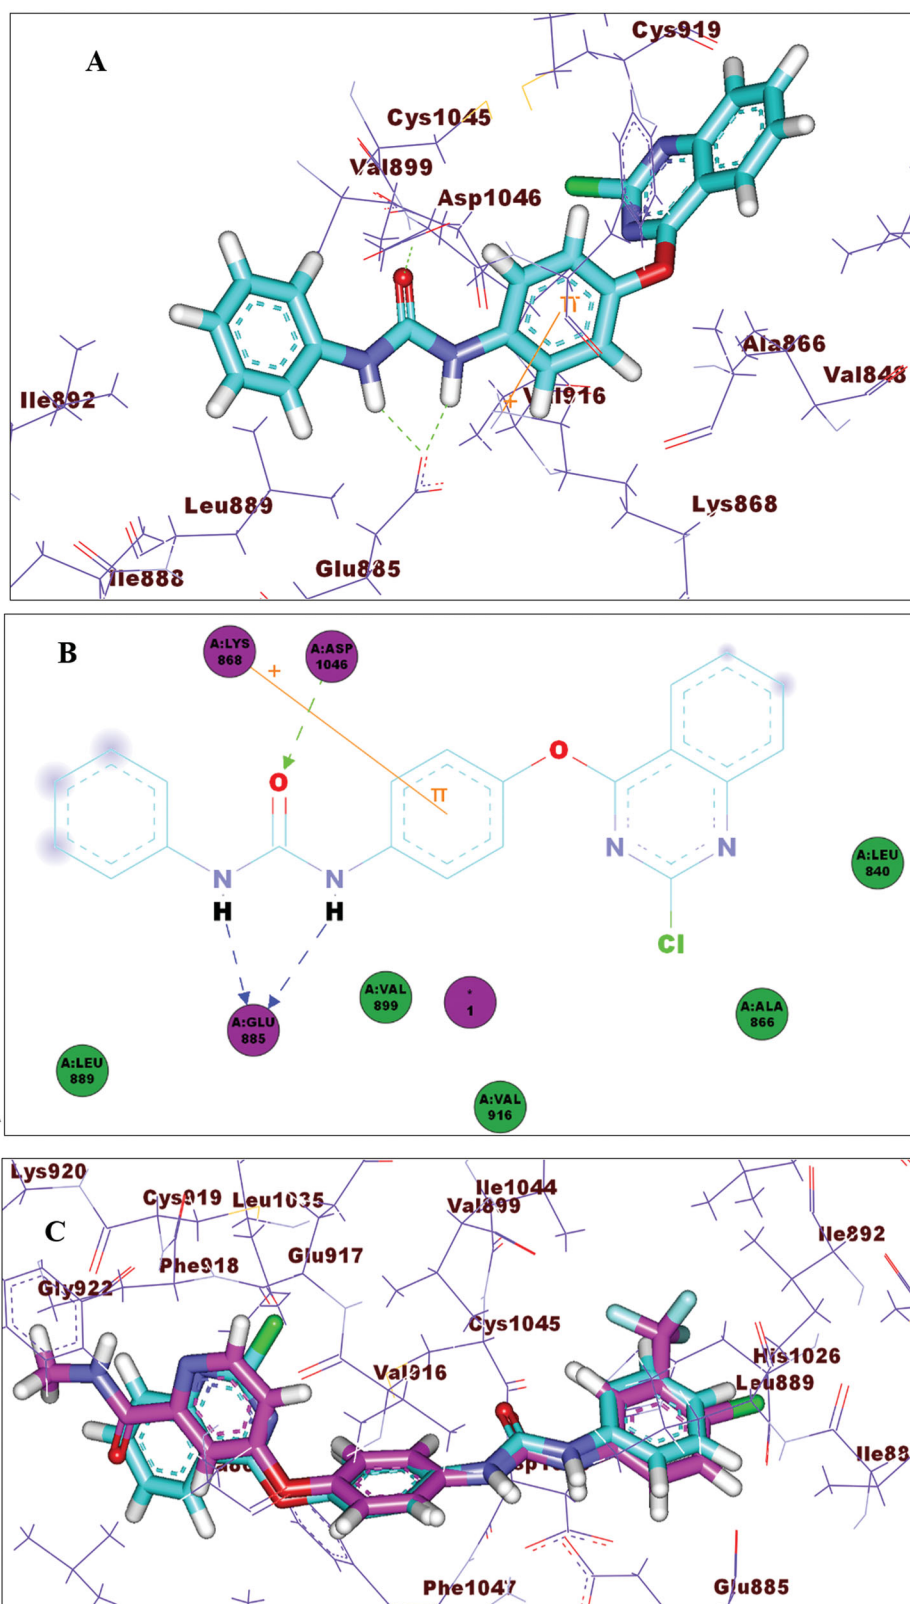 A
Cys919
Cys1045
Val899
Asp1046
π
Ala866
Val848
Ile892
+
Val916
Leu889
Lys868
Glu885
Ile888
B
A:LYS
868
A:ASP
1046
+
O
O
π
N
N
N
N
H
H
Cl
A:LEU
840
A:VAL
899
*
1
A:GLU
885
A:ALA
866
A:LEU
889
A:VAL
916
Lys920
Cys919
Leu1035
Ile1044
Val899
C
Glu917
Ile892
Phe918
Gly922
Cys1045
Val916
His1026
Leu889
Ile88
Phe1047
Glu885